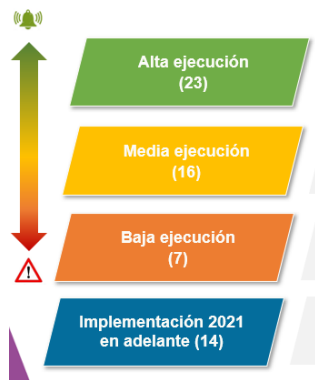 Alta ejecución
(23)
Media ejecución
(16)
Baja ejecución
(7)
Implementación 2021
en adelante (14)